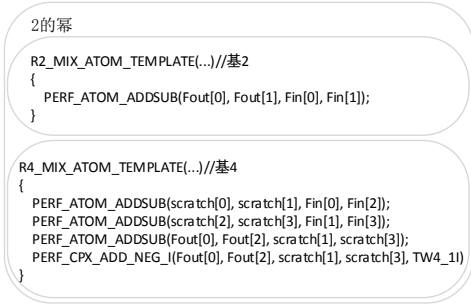 2的幂
R2_MIX_ATOM_TEMPLATE(...)//基2
{
PERF_ATOM_ADDSUB(Fout[0], Fout[1], Fin[0], Fin[1]);
}
R4_MIX_ATOM_TEMPLATE(...)//基4
{
PERF_ATOM_ADDSUB(scratch[0], scratch[1], Fin[0], Fin[2]);
PERF_ATOM_ADDSUB(scratch[2], scratch[3], Fin[1], Fin[3]);
PERF_ATOM_ADDSUB(Fout[0], Fout[2], scratch[1], scratch[3]);
PERF_CPX_ADD_NEG_I(Fout[0], Fout[2], scratch[1], scratch[3], TW4_1I)
}